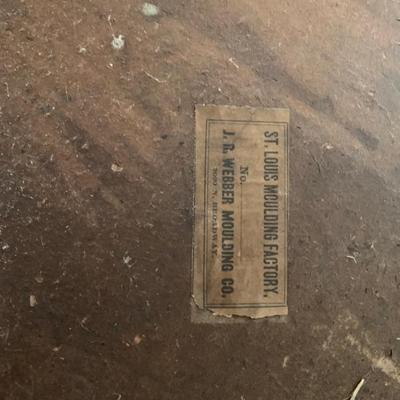 ST. LOUIS MOULDING FACTORY,
No.
J. R. WEBBER MOULDING CO.
N. BROADWAY.